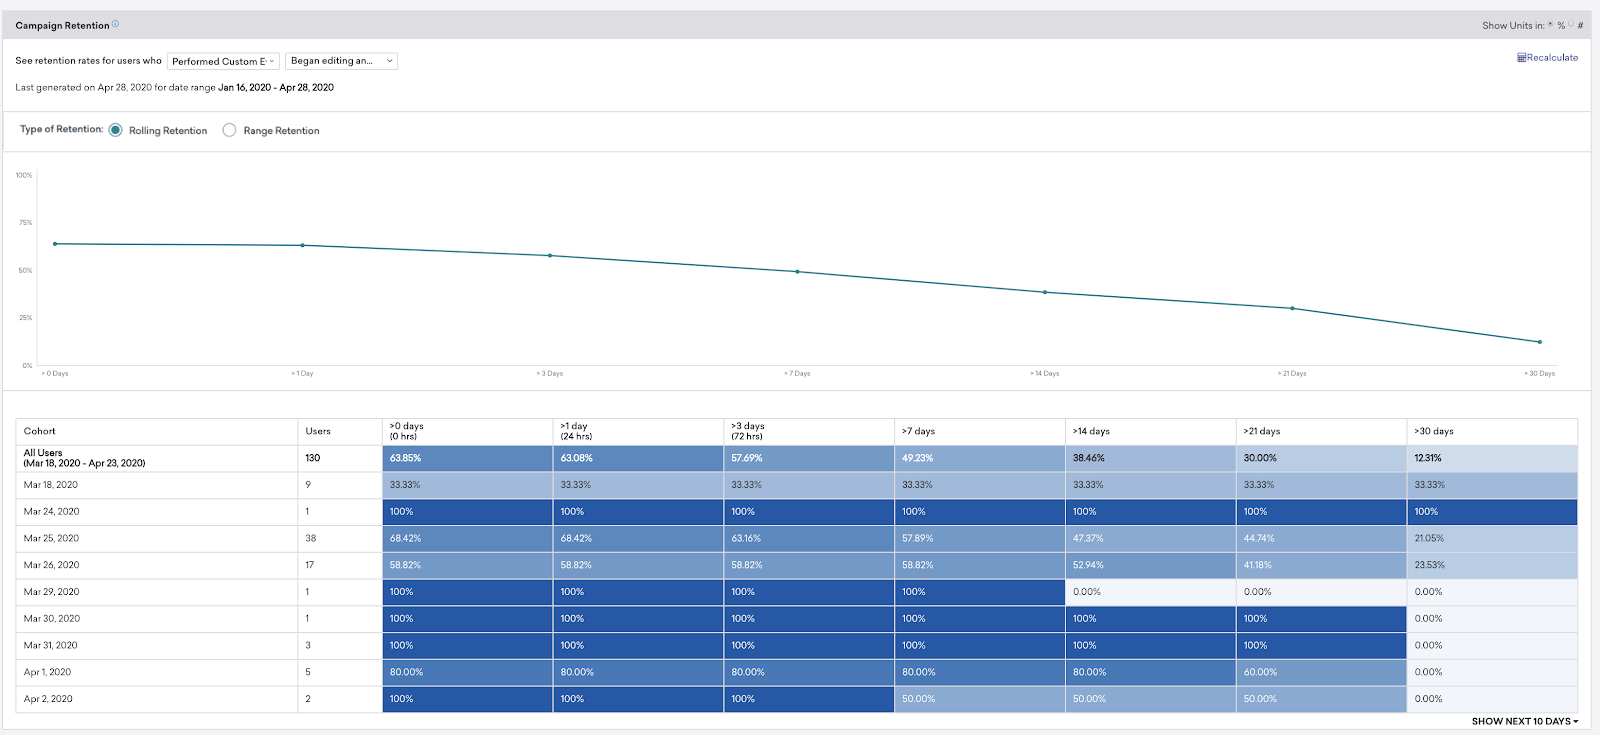 Campaign Retention
Show Units in: % #
See retention rates for users who Performed Custom E Began editing an...
Recalculate
Last generated on Apr 28, 2020 for date range Jan 16, 2020 - Apr 28, 2020
Type of Retention: Rolling Retention Range Retention
100%
75%
50%
25%
0%
> 0 Days > 1 Day > 3 Days > 7 Days > 14 Days > 21 Days > 30 Days
Cohort Users >0 days (0 hrs) >1 day (24 hrs) >3 days (72 hrs) >7 days >14 days >21 days >30 days
All Users (Mar 18, 2020 - Apr 23, 2020) 130 63.85% 63.08% 57.69% 49.23% 38.46% 30.00% 12.31%
Mar 18, 2020 9 33.33% 33.33% 33.33% 33.33% 33.33% 33.33% 33.33%
Mar 24, 2020 1 100% 100% 100% 100% 100% 100% 100%
Mar 25, 2020 38 68.42% 68.42% 63.16% 57.89% 47.37% 44.74% 21.05%
Mar 26, 2020 17 58.82% 58.82% 58.82% 58.82% 52.94% 41.18% 23.53%
Mar 29, 2020 1 100% 100% 100% 100% 0.00% 0.00% 0.00%
Mar 30, 2020 1 100% 100% 100% 100% 100% 100% 0.00%
Mar 31, 2020 3 100% 100% 100% 100% 100% 100% 0.00%
Apr 1, 2020 5 80.00% 80.00% 80.00% 80.00% 80.00% 60.00% 0.00%
Apr 2, 2020 2 100% 100% 100% 50.00% 50.00% 50.00% 0.00%
SHOW NEXT 10 DAYS